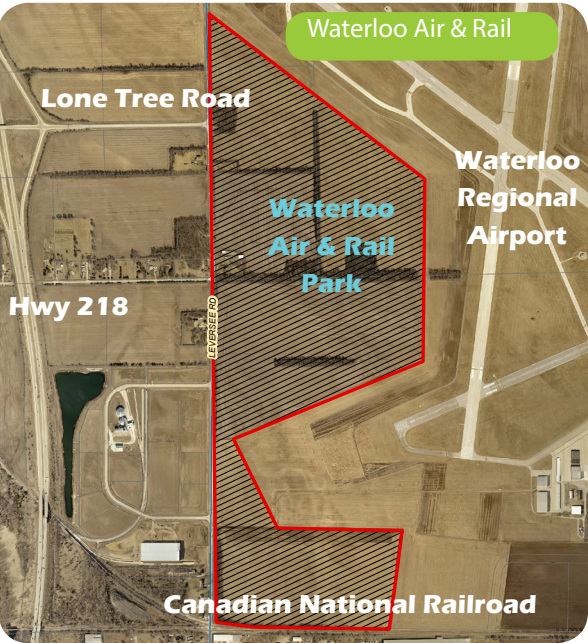 Waterloo Air & Rail
Lone Tree Road
Waterloo
Regional
Airport
Waterloo
Air & Rail
Park
Hwy 218
LEVERSEE RD
Canadian National Railroad